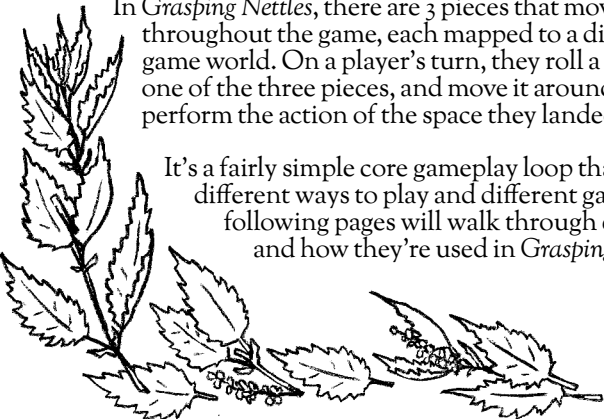 In Grasping Nettles, there are 3 pieces that mov
throughout the game, each mapped to a di
game world. On a player's turn, they roll a
one of the three pieces, and move it around
perform the action of the space they lande
It's a fairly simple core gameplay loop tha
different ways to play and different ga
following pages will walk through
and how they're used in Grasping